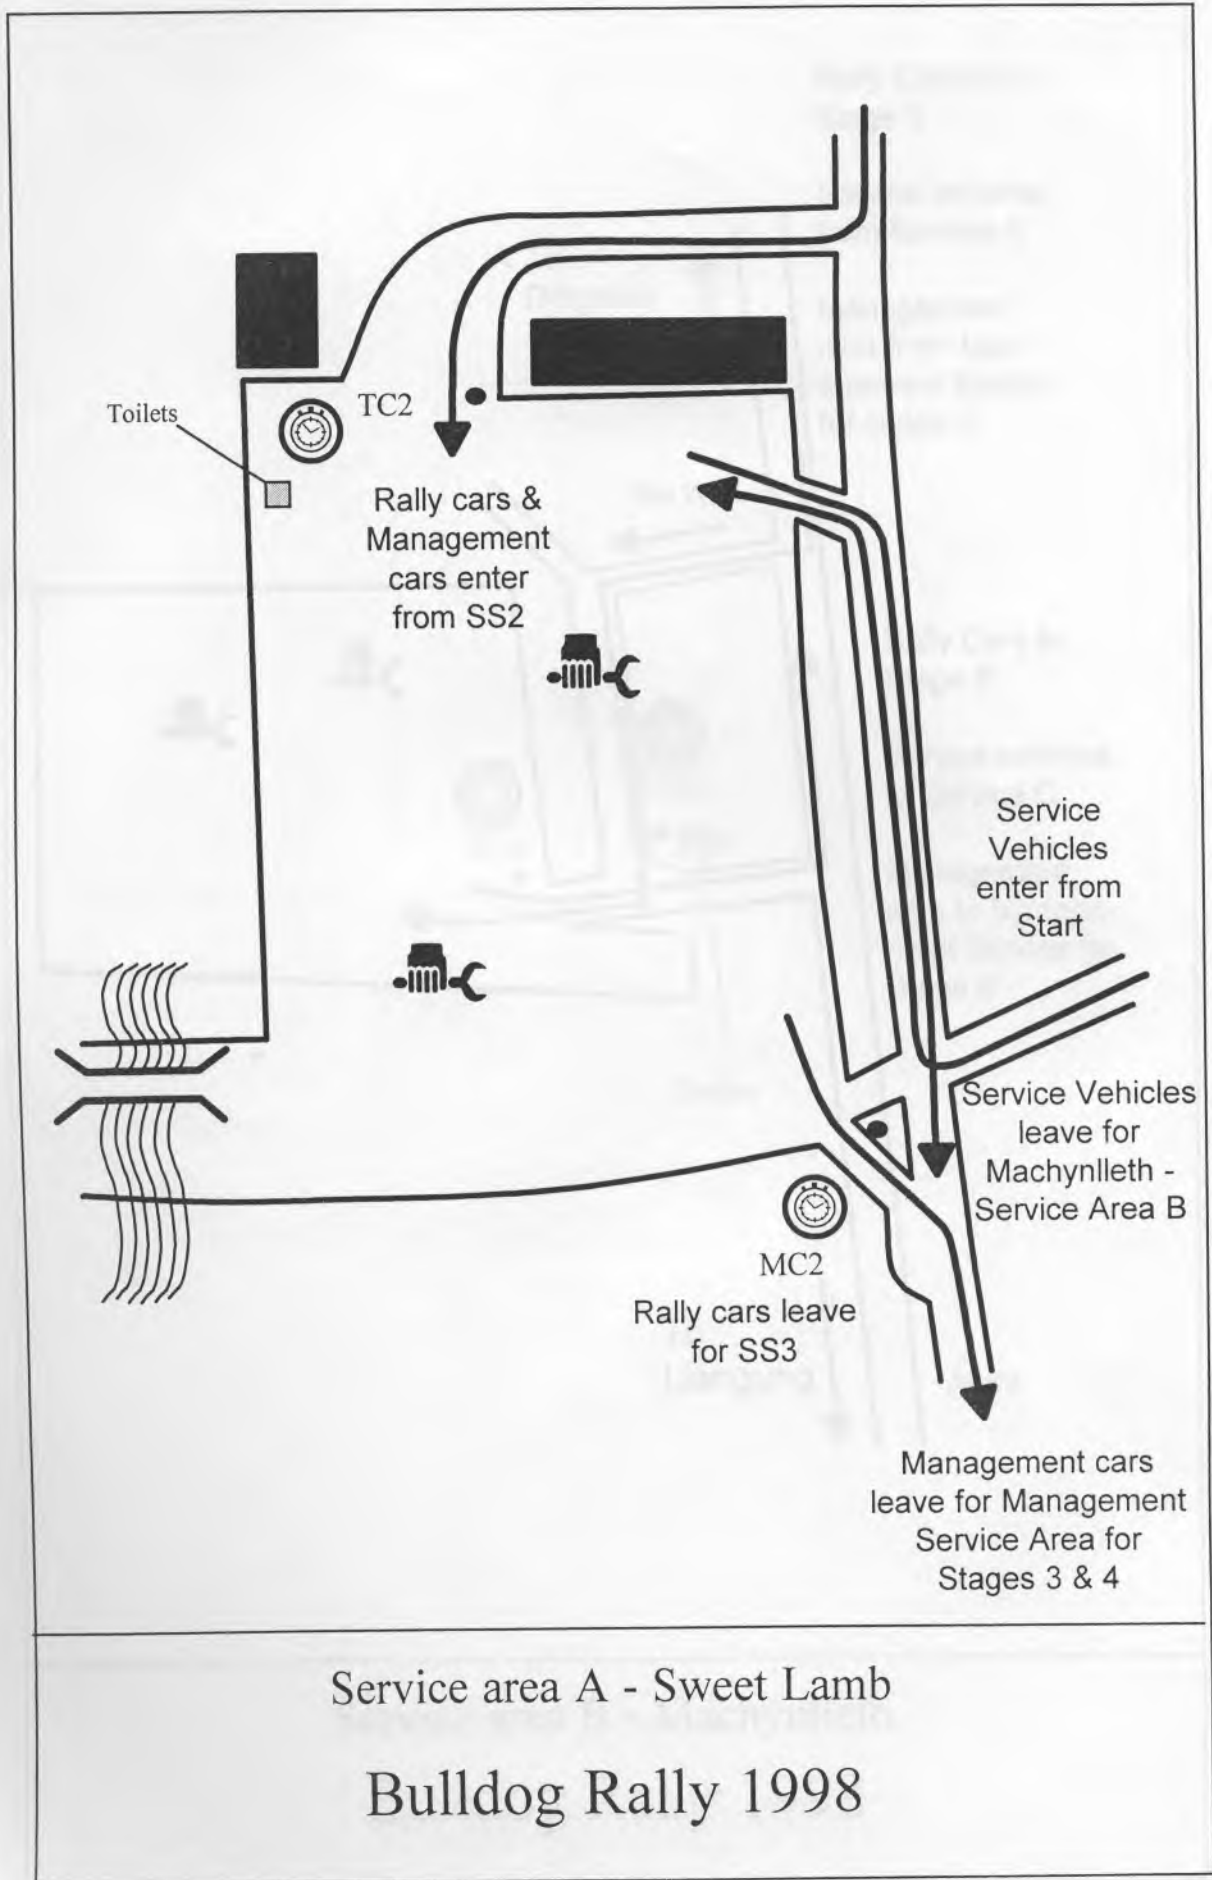 Toilets
TC2
Rally cars &
Management
cars enter
from SS2
Service
Vehicles
enter from
Start
Service Vehicles
leave for
Machynlleth -
Service Area B
MC2
Rally cars leave
for SS3
Management cars
leave for Management
Service Area for
Stages 3 & 4
Service area A - Sweet Lamb
Bulldog Rally 1998